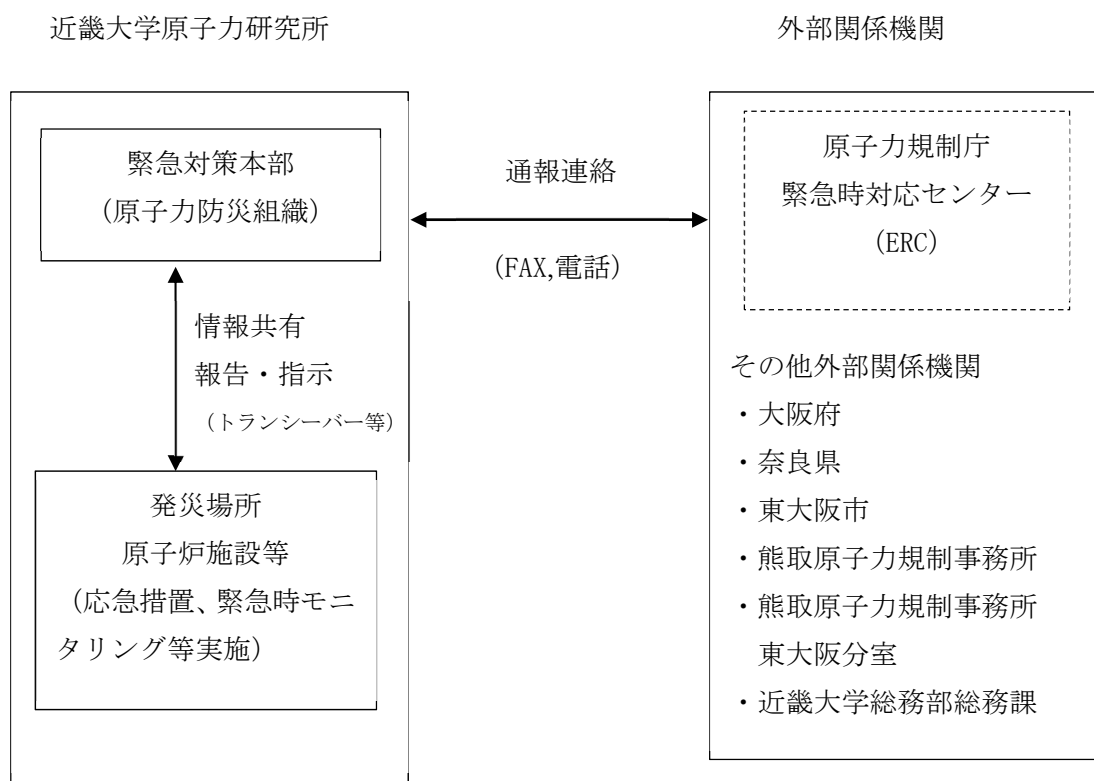 近畿大学原子力研究所
外部関係機関
緊急対策本部
(原子力防災組織)
情報共有
報告・指示
(トランシーバー等)
発災場所
原子炉施設等
(応急措置、緊急時モニ
タリング等実施)
通報連絡
(FAX,電話)
原子力規制庁
緊急時対応センター
(ERC)
その他外部関係機関
・大阪府
・奈良県
・東大阪市
・熊取原子力規制事務所
・熊取原子力規制事務所
東大阪分室
・近畿大学総務部総務課